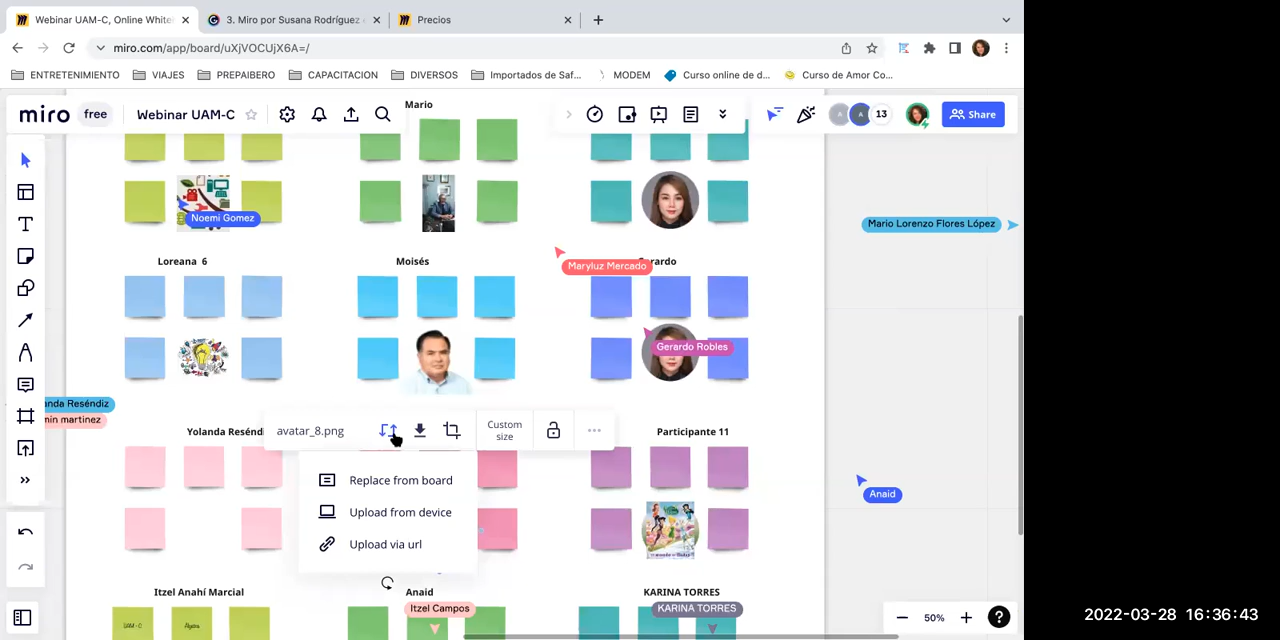 Webinar UAM-C, Online White
3. Miro por Susana Rodríguez
Precios
miro.com/app/board/uXjVOCUjX6A=/
ENTRETENIMIENTO
VIAJES
PREPAIBERO
CAPACITACION
DIVERSOS
Importados de Saf...
MODEM
Curso online de d...
Curso de Amor Co...
miro
free
Webinar UAM-C
Mario
13
Share
Noemi Gomez
Mario Lorenzo Flores López
Loreana 6
Moisés
Maryluz Mercado
Gerardo Robles
anda Reséndiz
min martinez
Yolanda Resénd
avatar_8.png
Custom
size
Participante 11
Replace from board
Upload from device
Upload via url
Anaid
Itzel Anahí Marcial
Anaid
KARINA TORRES
Itzel Campos
KARINA TORRES
UAM-C
50%
2022-03-28 16:36:43